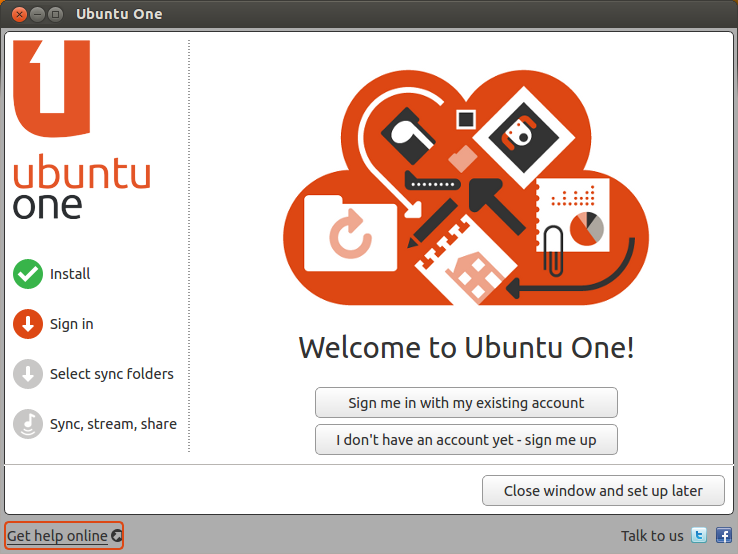 Ubuntu One
ubuntu
one
Install
Sign in
Select sync folders
Sync, stream, share
Welcome to Ubuntu One!
Sign me in with my existing account
I don't have an account yet - sign me up
Close window and set up later
Get help online
Talk to us